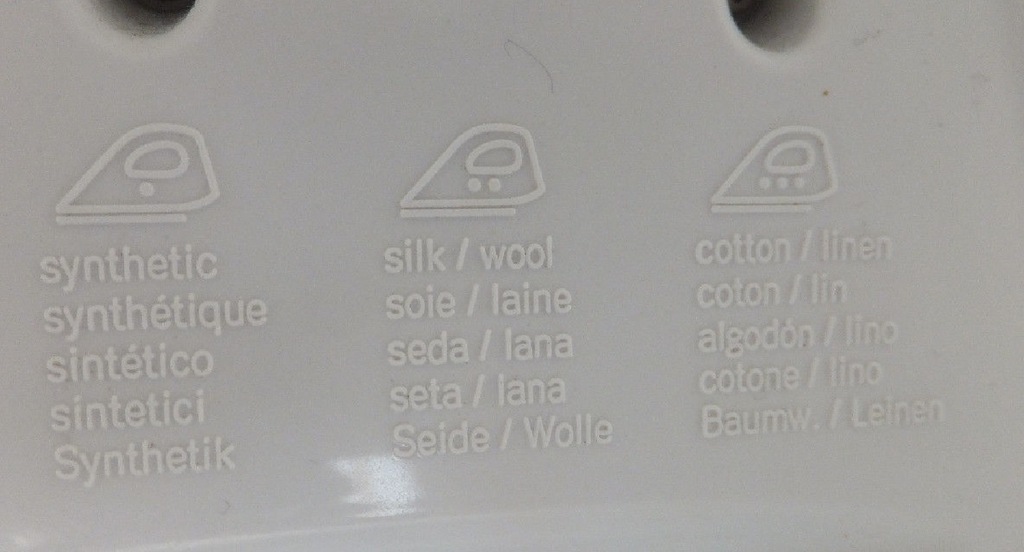 synthetic
synthétique
sintético
sintetici
Synthetik
silk / wool
soie / laine
seda / lana
seta / lana
Seide / Wolle
cotton / linen
coton / lin
algodón / lino
cotone / lino
Baumw. / Leinen